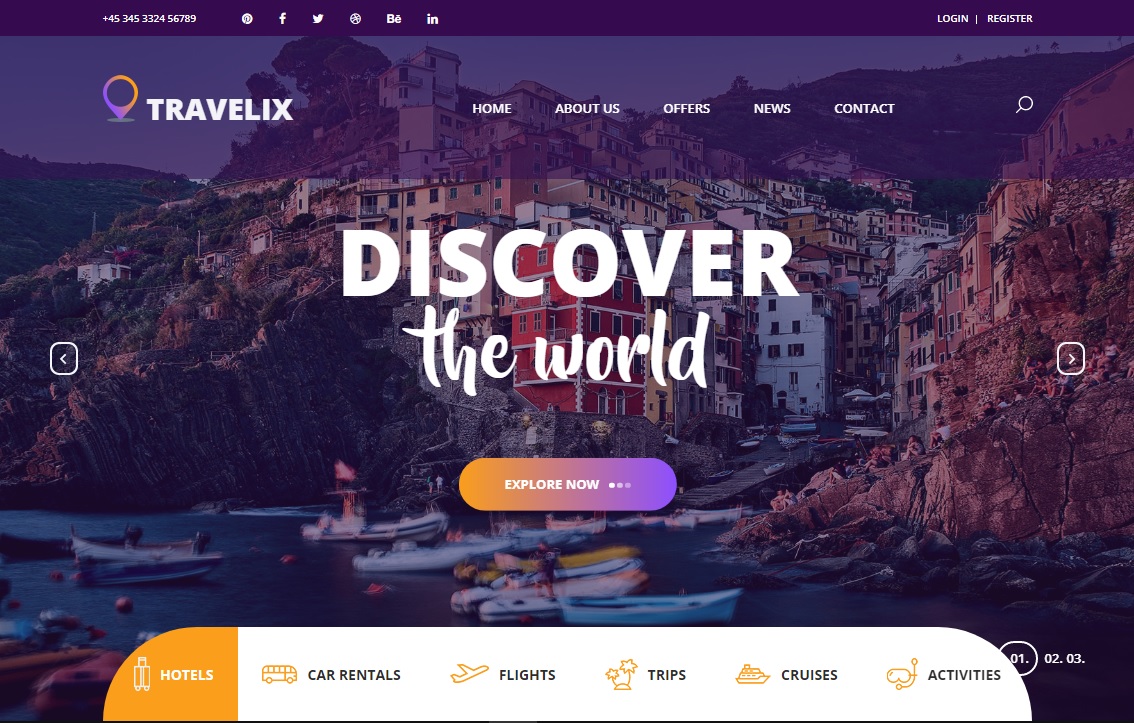 +45 345 3324 56789
LOGIN | REGISTER
TRAVELIX
HOME ABOUT US OFFERS NEWS CONTACT
DISCOVER
the world
EXPLORE NOW
HOTELS CAR RENTALS FLIGHTS TRIPS CRUISES ACTIVITIES
01. 02. 03.